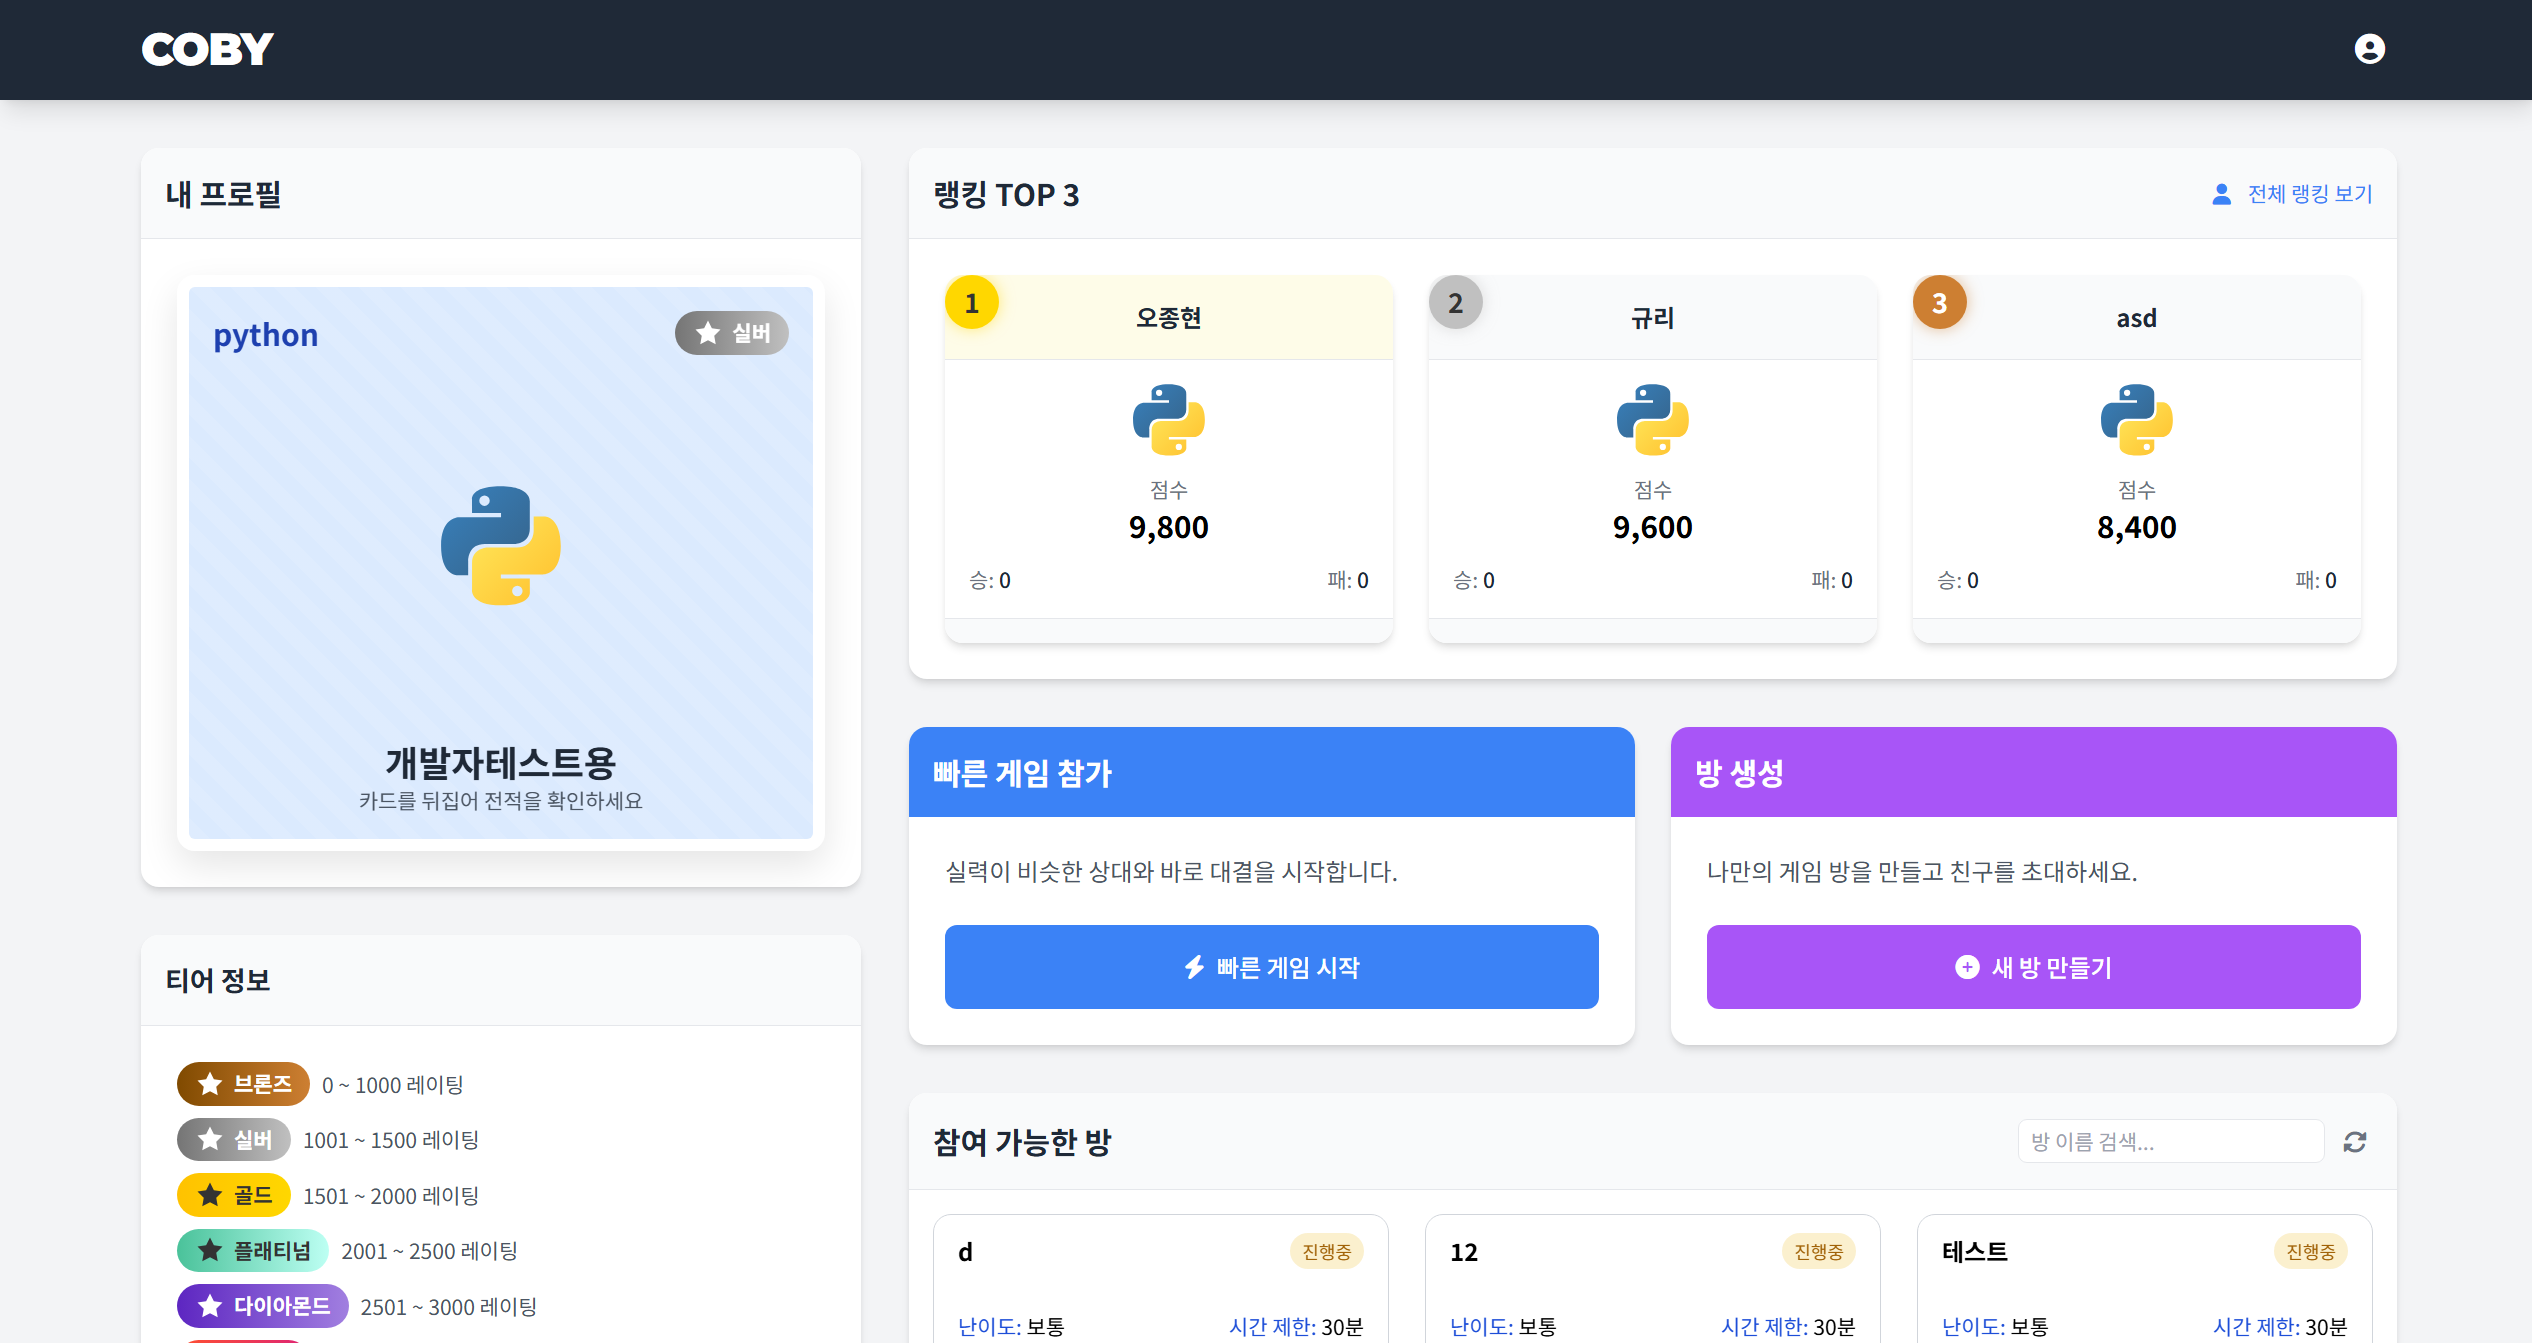 COBY
내 프로필
python
실버
개발자테스트용
카드를 뒤집어 전적을 확인하세요
티어 정보
브론즈 0 ~ 1000 레이팅
실버 1001 ~ 1500 레이팅
골드 1501 ~ 2000 레이팅
플래티넘 2001 ~ 2500 레이팅
다이아몬드 2501 ~ 3000 레이팅
랭킹 TOP 3
전체 랭킹 보기
1
오종현
점수
9,800
승: 0 패: 0
2
규리
점수
9,600
승: 0 패: 0
3
asd
점수
8,400
승: 0 패: 0
빠른 게임 참가
실력이 비슷한 상대와 바로 대결을 시작합니다.
빠른 게임 시작
방 생성
나만의 게임 방을 만들고 친구를 초대하세요.
새 방 만들기
참여 가능한 방
방 이름 검색...
d 진행중
난이도: 보통 시간 제한: 30분
12 진행중
난이도: 보통 시간 제한: 30분
테스트 진행중
난이도: 보통 시간 제한: 30분